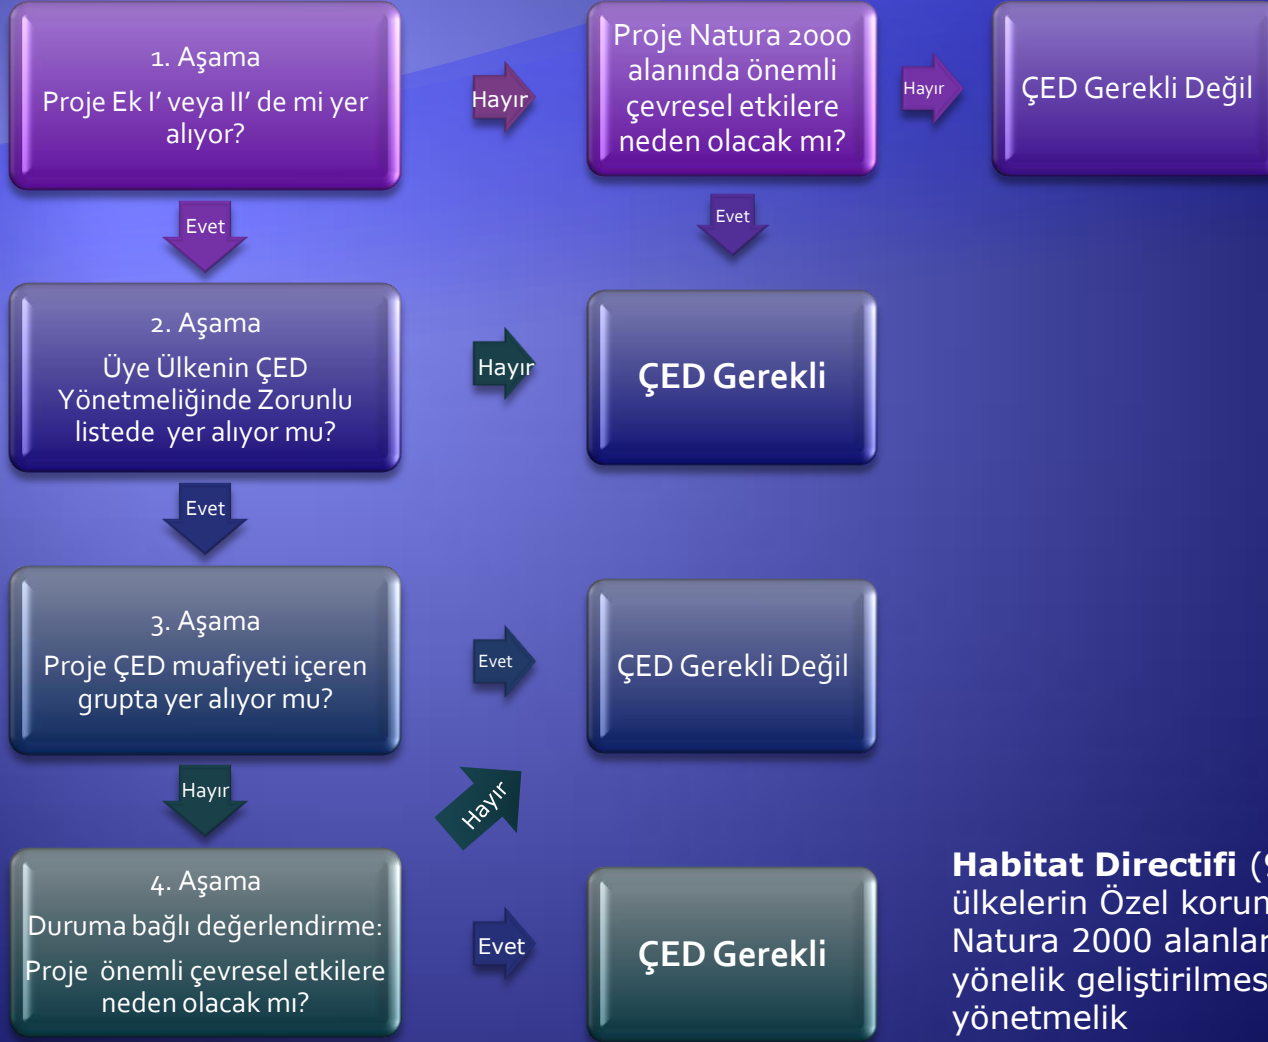 1. Aşama
Proje Ek I’ veya II’ de mi yer
alıyor?
Hayır
Proje Natura 2000
alanında önemli
çevresel etkilere
neden olacak mı?
Hayır
ÇED Gerekli Değil
Evet
Evet
2. Aşama
Üye Ülkenin ÇED
Yönetmeliğinde Zorunlu
listede yer alıyor mu?
Hayır
ÇED Gerekli
Evet
3. Aşama
Proje ÇED muafiyeti içeren
grupta yer alıyor mu?
Evet
ÇED Gerekli Değil
Hayır
Hayır
4. Aşama
Duruma bağlı değerlendirme:
Proje önemli çevresel etkilere
neden olacak mı?
Evet
ÇED Gerekli
Habitat Directifi
ülkelerin Özel
Natura 2000
yönelik
yönetmelik